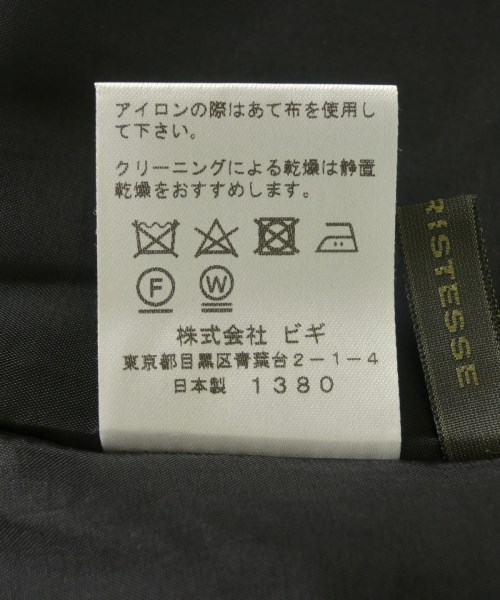 アイロンの際はあて布を使用し
て下さい。
クリーニングによる乾燥は静置
乾燥をおすすめします。
F W
株式会社 ビギ
東京都目黒区青葉台2-1-4
日本製 1380
RISTESSE